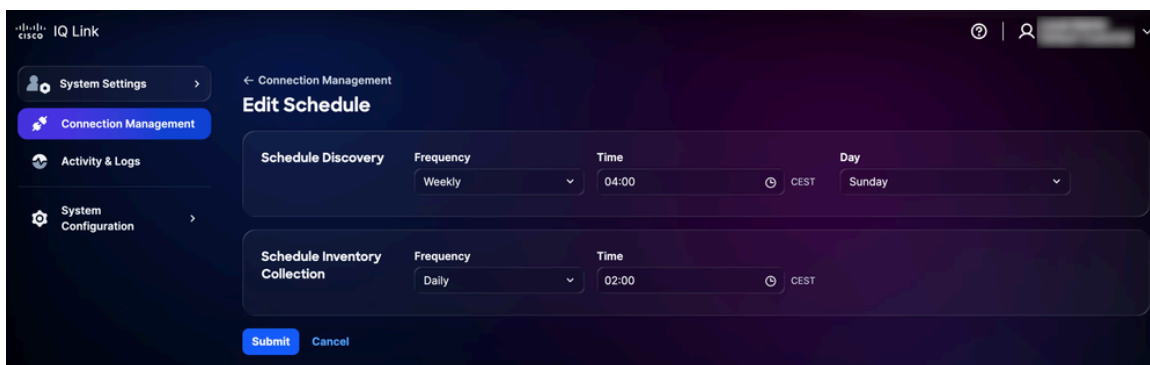 cisco IQ Link
System Settings
Connection Management
Activity & Logs
System
Configuration
← Connection Management
Edit Schedule
Schedule Discovery
Frequency
Weekly
Time
04:00
CEST
Day
Sunday
Schedule Inventory
Collection
Frequency
Daily
Time
02:00
CEST
Submit
Cancel